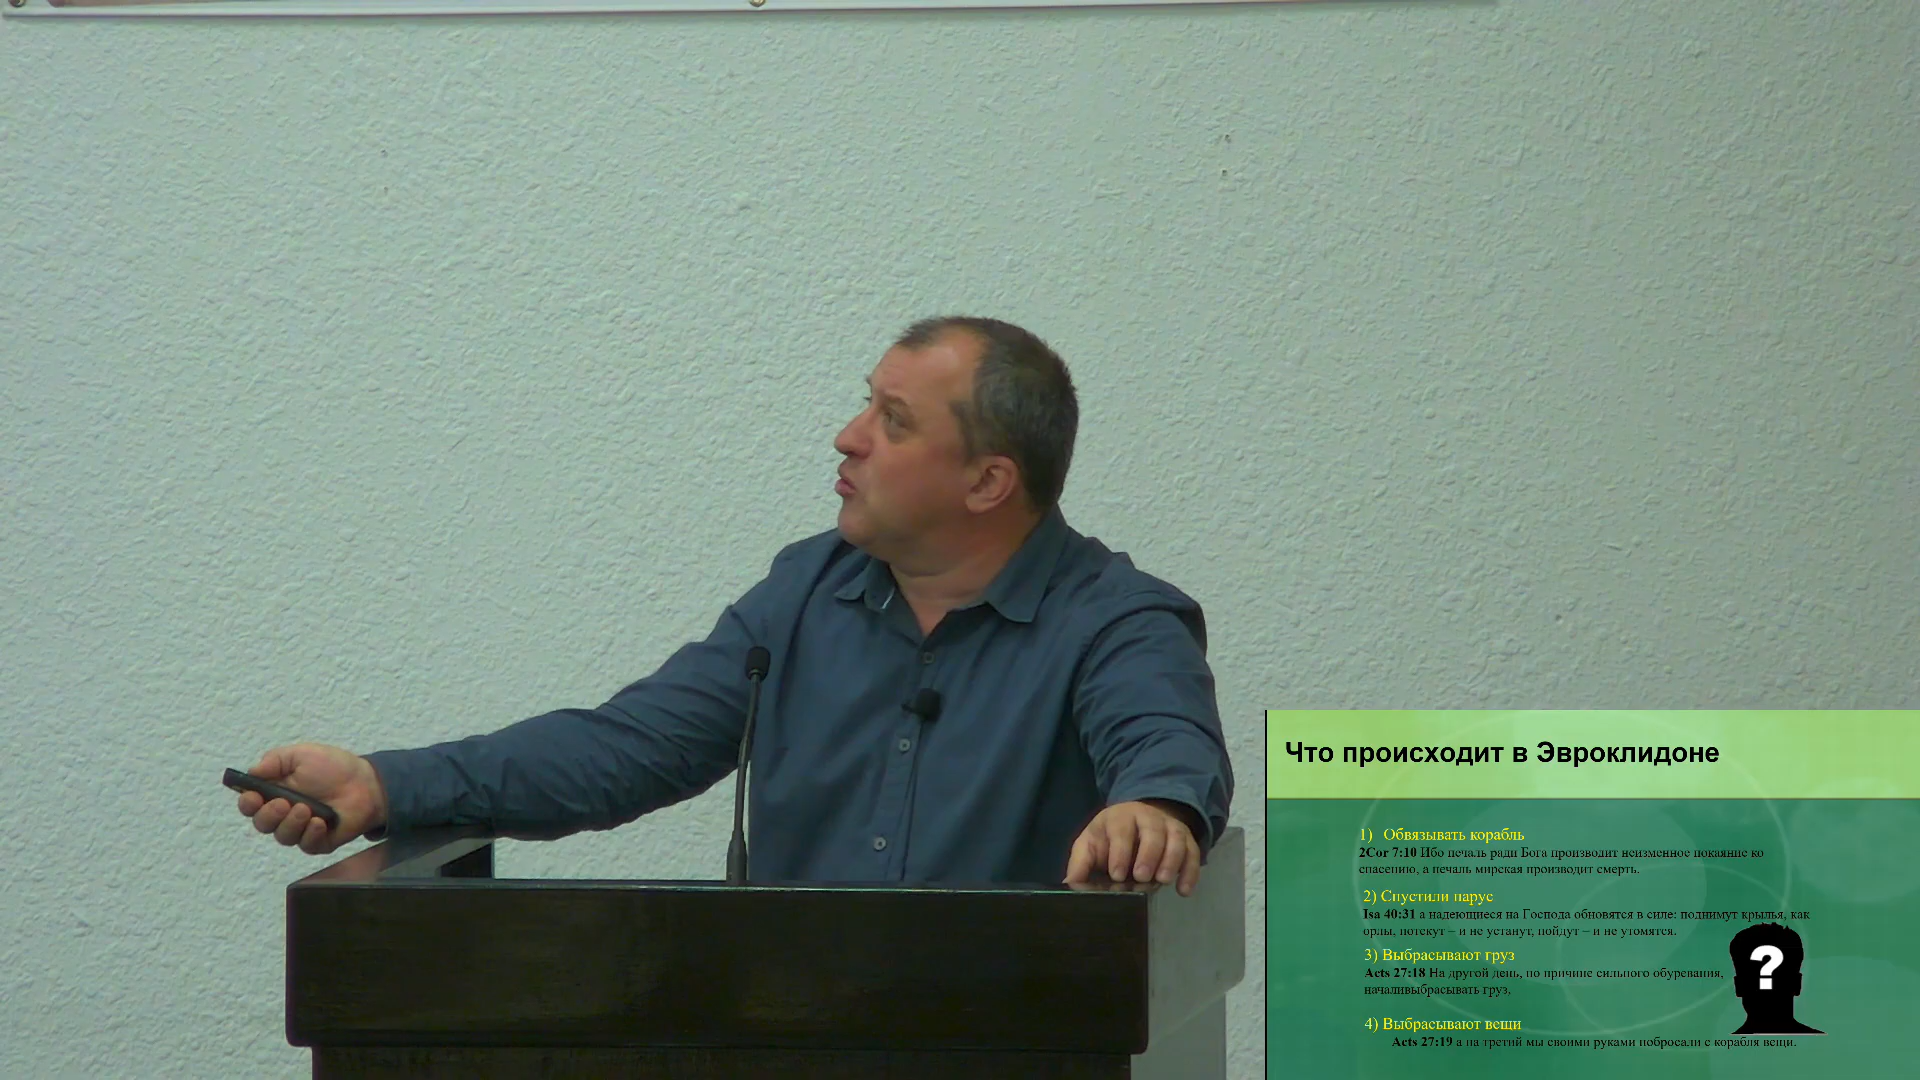 Что происходит в Эвроклидоне
1) Обвязывать корабль
2Cor 7:10 Ибо печаль ради Бога производит неизменное покаяние ко
спасению, а печаль мирская производит смерть.
2) Спустили парус
Isa 40:31 а надеющиеся на Господа обновятся в силе: поднимут крылья, как
орлы, потекут – и не устанут, пойдут – и не утомятся.
3) Выбрасывают груз
Acts 27:18 На другой день, по причине сильного обуревания,
началивыбрасывать груз,
?
4) Выбрасывают вещи
Acts 27:19 а на третий мы своими руками побросали с корабля вещи.